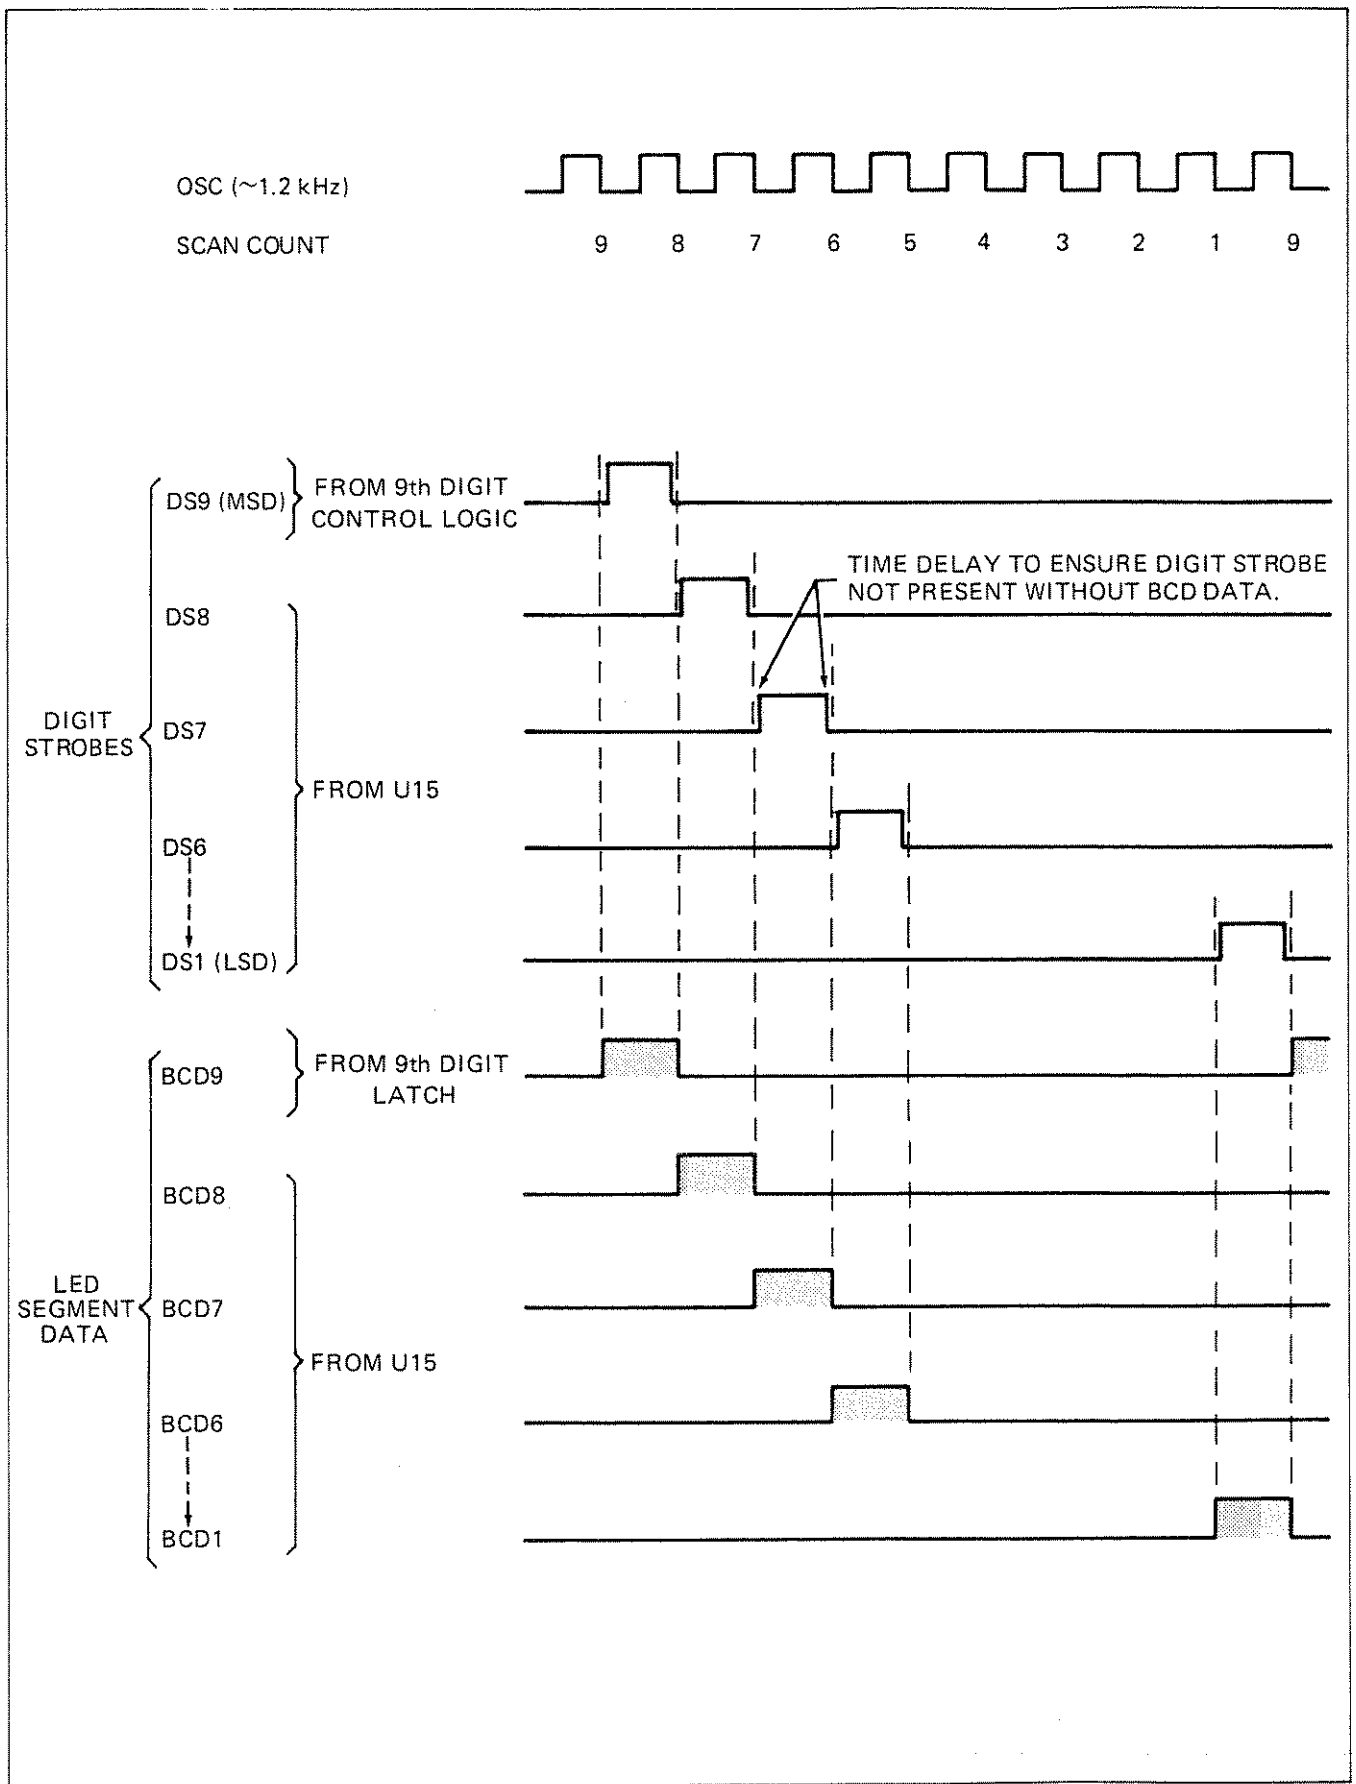 OSC (~1.2 kHz)
SCAN COUNT 9 8 7 6 5 4 3 2 1 9
DS9 (MSD)
FROM 9th DIGIT
CONTROL LOGIC
TIME DELAY TO ENSURE DIGIT STROBE
NOT PRESENT WITHOUT BCD DATA.
DS8
DIGIT
STROBES
DS7
FROM U15
DS6
DS1 (LSD)
BCD9
FROM 9th DIGIT
LATCH
BCD8
LED
SEGMENT
DATA
BCD7
FROM U15
BCD6
BCD1